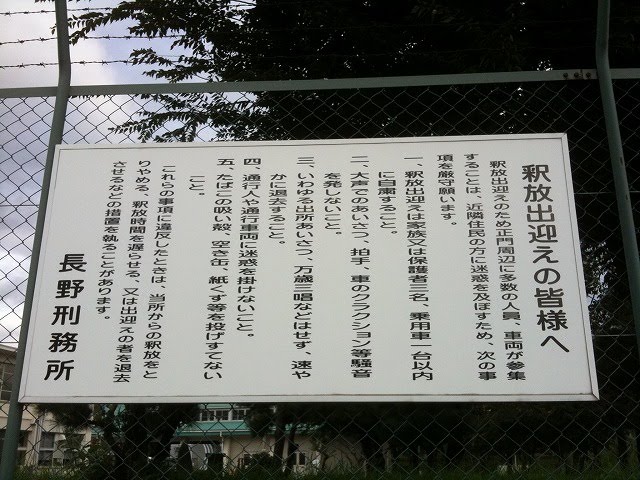 釈放出迎えの皆様へ
釈放出迎えのため正門周辺に多数の人員、車両が参集
することは、近隣住民の方に迷惑を及ぼすため、次の事
項を厳守願います。
一、釈放出迎えは家族又は保護者三名、乗用車一台以内
に自粛すること。
二、大声でのあいさつ、拍手、車のクラクション等騒音
を発しないこと。
三、いわゆる出所あいさつ、万歳三唱などはせず、速や
かに退去すること。
四、通行人や通行車両に迷惑を掛けないこと。
五、たばこの吸い殻、空き缶、紙くず等を投げすてない
こと。
これらの事項に違反したときは、当所からの釈放をと
りやめる、釈放時間を遅らせる、又は出迎えの者を退去
させるなどの措置を執ることがあります。
長野刑務所